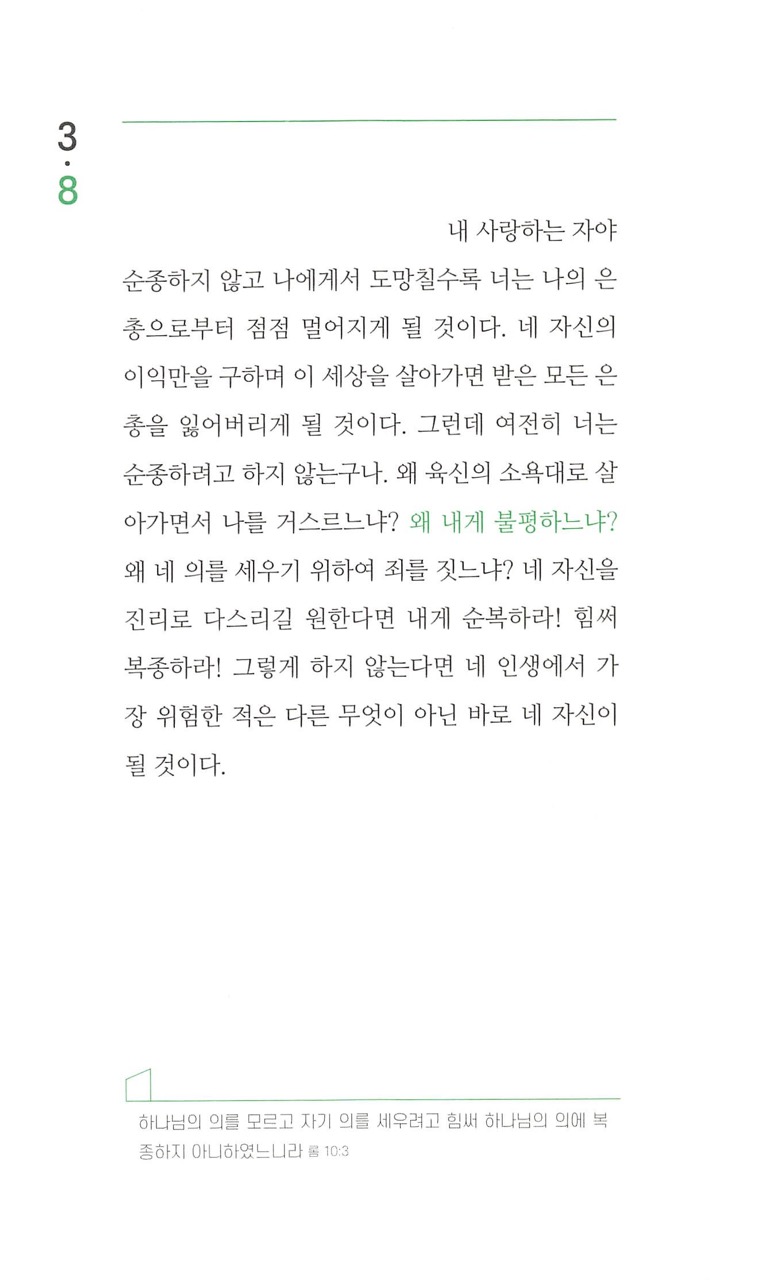 3
·
8
내 사랑하는 자야
순종하지 않고 나에게서 도망칠수록 너는 나의 은
총으로부터 점점 멀어지게 될 것이다. 네 자신의
이익만을 구하며 이 세상을 살아가면 받은 모든 은
총을 잃어버리게 될 것이다. 그런데 여전히 너는
순종하려고 하지 않는구나. 왜 육신의 소욕대로 살
아가면서 나를 거스르느냐? 왜 내게 불평하느냐?
왜 네 의를 세우기 위하여 죄를 짓느냐? 네 자신을
진리로 다스리길 원한다면 내게 순복하라! 힘써
복종하라! 그렇게 하지 않는다면 네 인생에서 가
장 위험한 적은 다른 무엇이 아닌 바로 네 자신이
될 것이다.
하나님의 의를 모르고 자기 의를 세우려고 힘써 하나님의 의에 복
종하지 아니하였느니라 롬 10:3